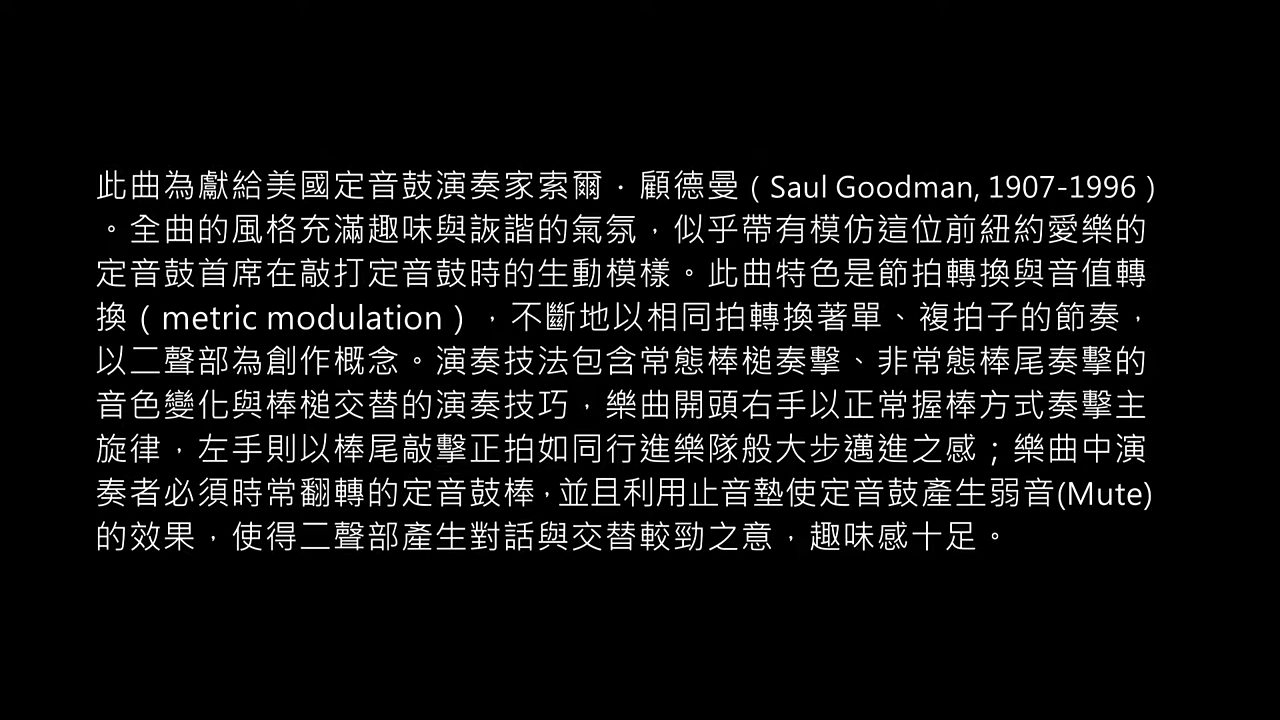 此曲為獻給美國定音鼓演奏家索爾．顧德曼（Saul Goodman, 1907-1996）
。全曲的風格充滿趣味與詼諧的氣氛，似乎帶有模仿這位前紐約愛樂的
定音鼓首席在敲打定音鼓時的生動模樣。此曲特色是節拍轉換與音值轉
換（metric modulation），不斷地以相同拍轉換著單、複拍子的節奏，
以二聲部為創作概念。演奏技法包含常態棒槌奏擊、非常態棒尾奏擊的
音色變化與棒槌交替的演奏技巧，樂曲開頭右手以正常握棒方式奏擊主
旋律，左手則以棒尾敲擊正拍如同行進樂隊般大步邁進之感；樂曲中演
奏者必須時常翻轉的定音鼓棒，並且利用止音墊使定音鼓產生弱音(Mute)
的效果，使得二聲部產生對話與交替較勁之意，趣味感十足。